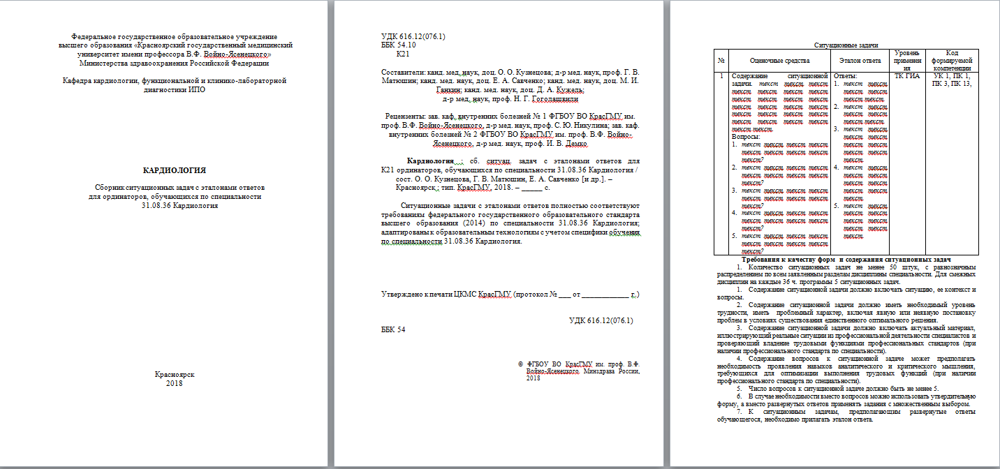 Федеральное государственное образовательное учреждение
высшего образования «Красноярский государственный медицинский
университет имени профессора В.Ф. Войно-Ясенецкого»
Министерства здравоохранения Российской Федерации
Кафедра кардиологии, функциональной и клинико-лабораторной
диагностики ИПО
КАРДИОЛОГИЯ
Сборник ситуационных задач с эталонами ответов
для ординаторов, обучающихся по специальности
31.08.36 Кардиология
Красноярск
2018
УДК 616.12(076.1)
ББК 54.10
К21
Составители: канд. мед. наук, доц. О. О. Кузнецова; д-р мед. наук, проф. Г. В.
Матюшин; канд. мед. наук, доц. Е. А. Савченко; канд. мед. наук, доц. М. И.
Ганкин; канд. мед. наук, доц. Д. А. Кужель;
д-р мед. наук, проф. Н. Г. Гоголашвили
Рецензенты: зав. каф. внутренних болезней № 1 ФГБОУ ВО КрасГМУ им.
проф. В.Ф. Войно-Ясенецкого, д-р мед. наук, проф. С. Ю. Никулина; зав. каф.
внутренних болезней № 2 ФГБОУ ВО КрасГМУ им. проф. В.Ф. Войно-
Ясенецкого, д-р мед. наук, проф. И. В. Демко
Кардиология : сб. ситуац. задач с эталонами ответов для
К21 ординаторов, обучающихся по специальности 31.08.36 Кардиология /
сост. О. О. Кузнецова, Г. В. Матюшин, Е. А. Савченко [и др.]. –
Красноярск : тип. КрасГМУ, 2018. – _____ с.
Ситуационные задачи с эталонами ответов полностью соответствуют
требованиям федерального государственного образовательного стандарта
высшего образования (2014) по специальности 31.08.36 Кардиология;
адаптированы к образовательным технологиям с учетом специфики обучения
по специальности 31.08.36 Кардиология.
Утверждено к печати ЦКМС КрасГМУ (протокол № ___ от ____________ г.)
УДК 616.12(076.1)
ББК 54
© ФГБОУ ВО КрасГМУ им. проф. В.Ф.
Войно-Ясенецкого Минздрава России,
2018
Ситуационные задачи
№ Оценочные средства Эталон ответа Уровень применения Код формируемой компетенции
1 Содержание ситуационной
задачи. текст текст текст
текст текст текст текст
текст текст текст текст
текст текст текст текст
текст текст текст текст
текст текст текст текст
текст текст.
Вопросы:
1. текст текст текст текст
текст текст текст текст
текст?
2. текст текст текст текст
текст текст текст текст
текст?
3. текст текст текст текст
текст текст текст текст
текст?
4. текст текст текст текст
текст текст текст текст
текст?
5. текст текст текст текст
текст текст текст текст
текст?
Ответы:
1. текст текст
текст текст
текст текст.
2. текст текст
текст текст
текст текст.
3. текст текст
текст текст
текст текст
текст текст
текст.
4. текст текст
текст текст
текст текст
текст текст
текст.
5. текст текст
текст текст
текст текст
текст текст
текст.
ТК ГИА
УК 1, ПК 1,
ПК 3, ПК 13,
Требования к качеству форм и содержания ситуационных задач
1. Количество ситуационных задач не менее 50 штук, с равнозначным
распределением по всем заявленным разделам дисциплины специальности. Для смежных
дисциплин на каждые 36 ч. программы 5 ситуационных задач.
1. Содержание ситуационной задачи должно включать ситуацию, ее контекст и
вопросы.
2. Содержание ситуационной задачи должно иметь необходимый уровень
трудности, иметь проблемный характер, включая явную или неявную постановку
проблем в условиях существования единственного оптимального решения.
3. Содержание ситуационной задачи должно включать актуальный материал,
иллюстрирующий реальные ситуации из профессиональной деятельности специалистов и
проверяющий владение трудовыми функциями профессиональных стандартов (при
наличии профессионального стандарта по специальности).
4. Содержание вопросов к ситуационной задаче может предполагать
необходимость проявления навыков аналитического и критического мышления,
требующихся для оптимизации выполнения трудовых функций (при наличии
профессионального стандарта по специальности).
5. Число вопросов к ситуационной задаче должно быть не менее 5.
6. В случае необходимости вместо вопросов можно использовать утвердительную
форму, а вместо развернутых ответов применять задания с множественным выбором.
7. К ситуационным задачам, предполагающим развернутые ответы
обучающегося, необходимо прилагать эталон ответа.